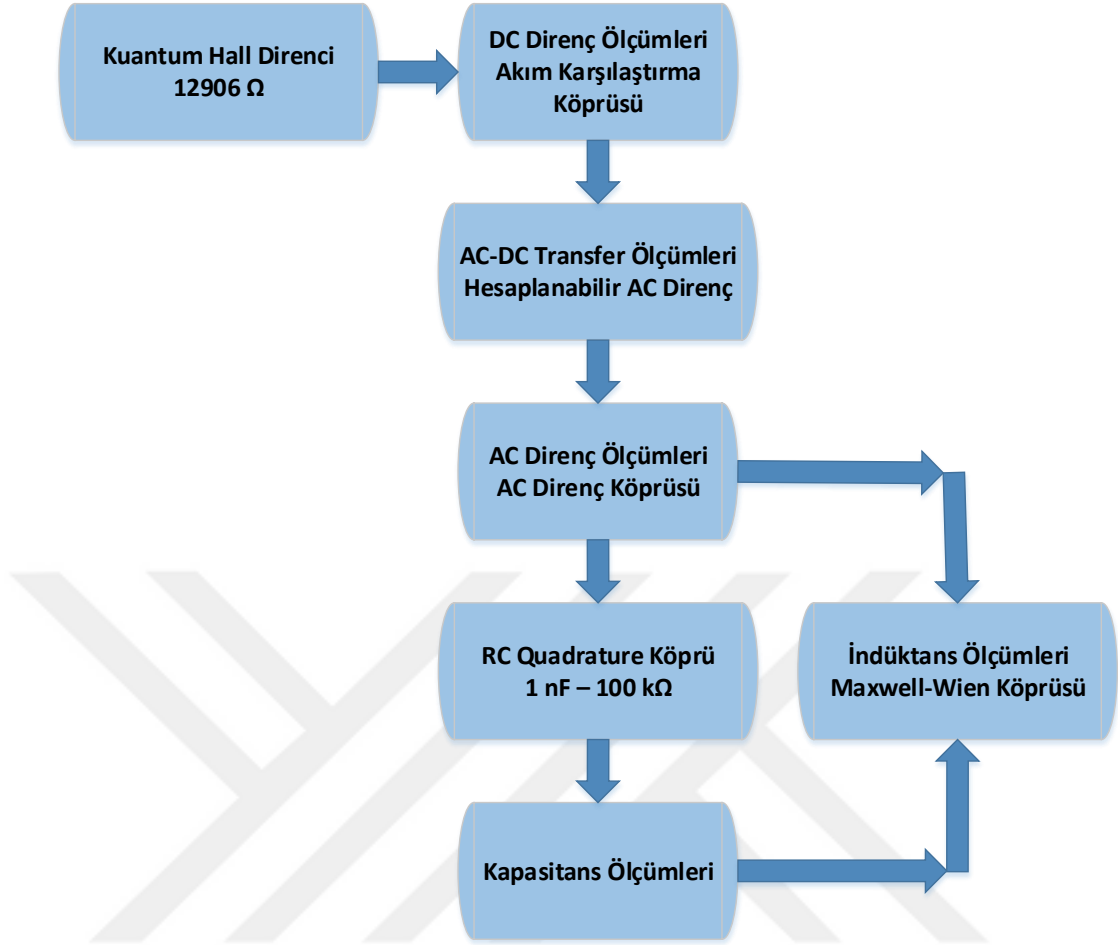 Kuantum Hall Direnci
12906 Ω
DC Direnç Ölçümleri
Akım Karşılaştırma
Köprüsü
AC-DC Transfer Ölçümleri
Hesaplanabilir AC Direnç
AC Direnç Ölçümleri
AC Direnç Köprüsü
RC Quadrature Köprü
1 nF – 100 kΩ
İndüktans Ölçümleri
Maxwell-Wien Köprüsü
Kapasitans Ölçümleri